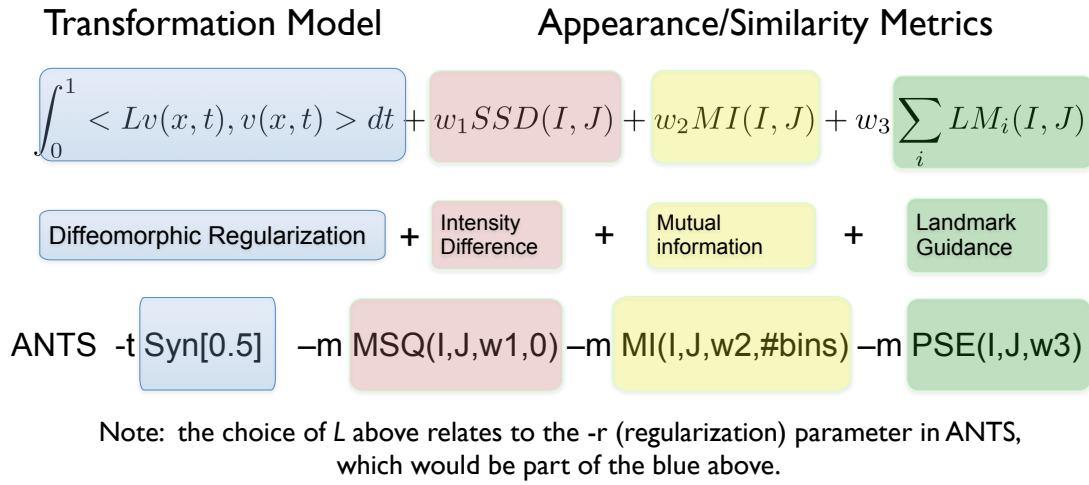 Transformation Model Appearance/Similarity Metrics
∫₀¹ < Lv(x, t), v(x, t) > dt + w₁SSD(I, J) + w₂MI(I, J) + w₃ ∑ᵢ LMᵢ(I, J)
Diffeomorphic Regularization + Intensity Difference + Mutual information + Landmark Guidance
ANTS -t Syn[0.5] –m MSQ(I,J,w1,0) –m MI(I,J,w2,#bins) –m PSE(I,J,w3)
Note: the choice of L above relates to the -r (regularization) parameter in ANTS,
which would be part of the blue above.